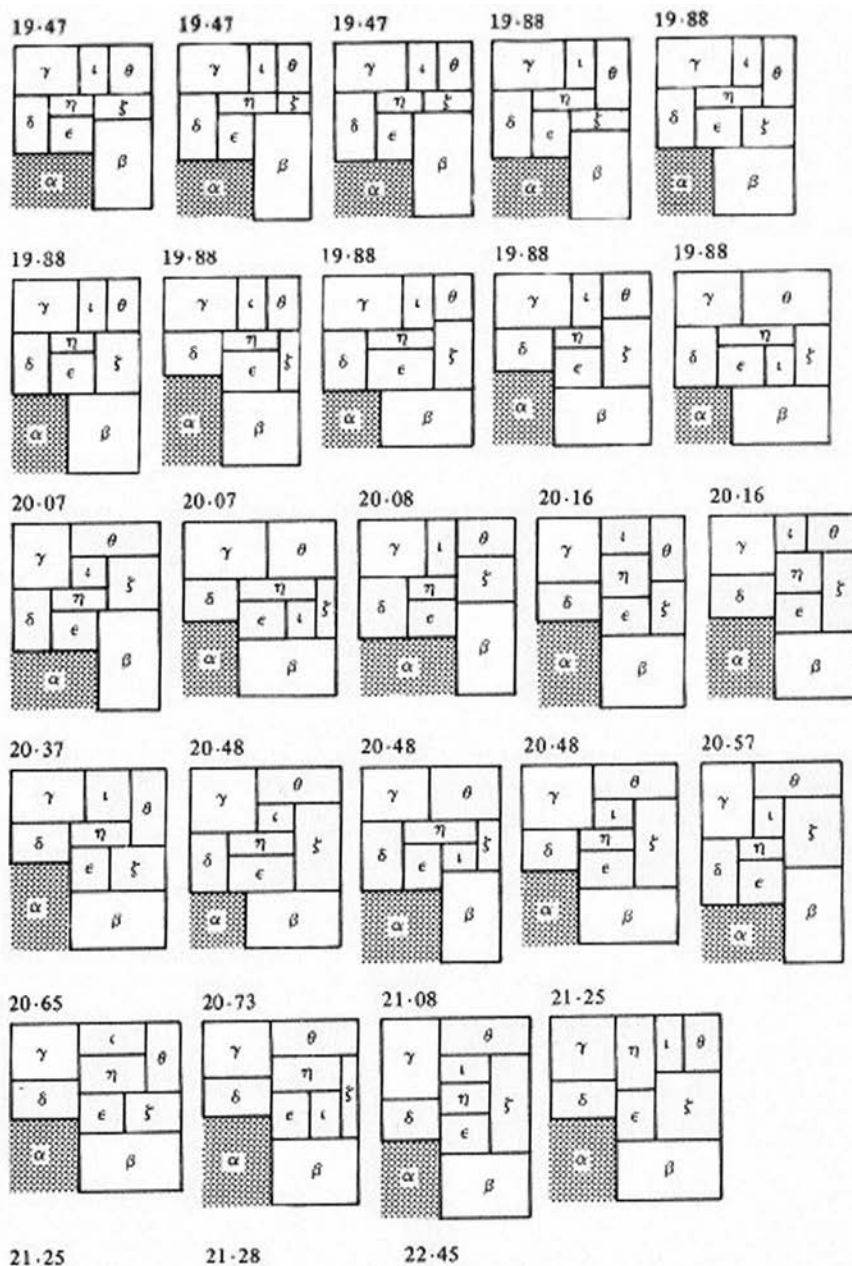 19·47 19·47 19·47 19·88 19·88
γ ι θ γ ι θ γ ι θ γ ι θ γ ι θ
δ η ζ δ η ζ δ η ζ δ η ζ δ η ζ
ε ε ε ε ε
α β α β α β α β α β
19·88 19·88 19·88 19·88 19·88
γ ι θ γ ι θ γ ι θ γ ι θ γ θ
δ η ζ δ η ζ δ η ζ δ η ζ δ η ζ
ε ε ε ε ε ι
α β α β α β α β α β
20·07 20·07 20·08 20·16 20·16
γ θ γ θ γ ι θ γ ι θ γ ι θ
ι ζ ζ η η ζ
δ η δ η ζ δ η δ ζ δ
ε ε ι ε ε ε
α β α β α β α β α β
20·37 20·48 20·48 20·48 20·57
γ ι θ γ θ γ θ γ θ γ θ
ι ι ι ζ
δ η δ η ζ δ η ζ δ η ζ δ η
ε ζ ε ε ι ε ε
α β α β α β α β α β
20·65 20·73 21·08 21·25
γ ι θ γ θ γ θ γ η ι θ
η η ι
δ δ ζ δ η ζ δ ζ
ε ζ ε ι ε ε
α β α β α β α β
21·25 21·28 22·45